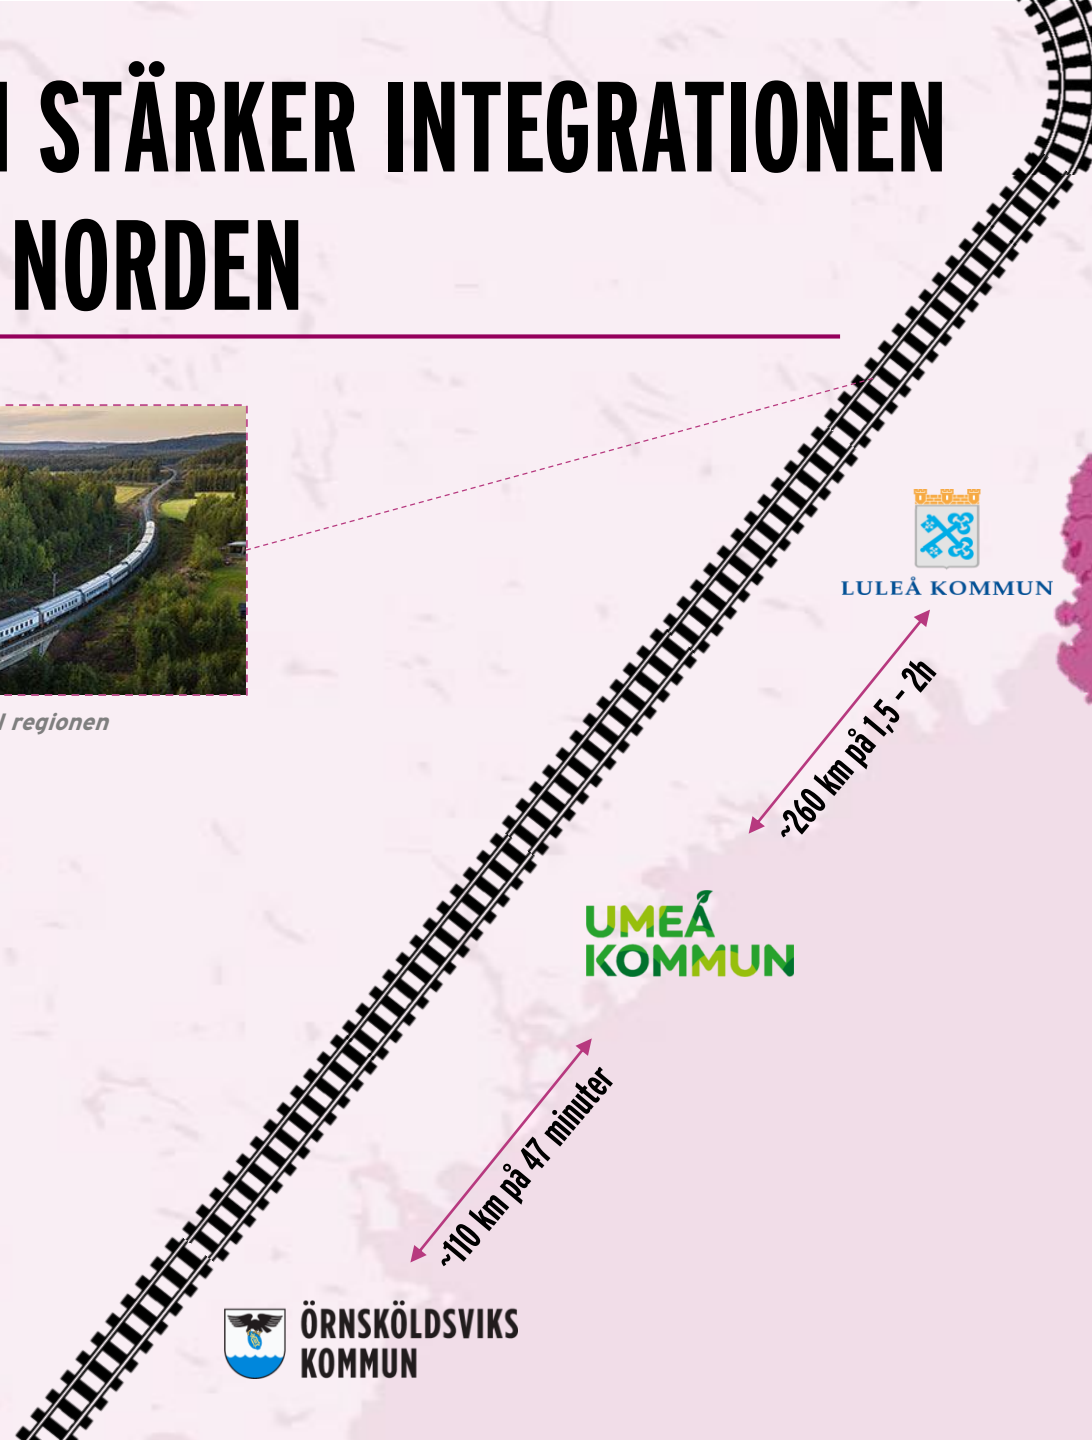 STÄRKER INTEGRATIONEN
NORDEN
regionen
LULEÅ KOMMUN
~260 km på 1,5 - 2h
UMEÅ
KOMMUN
~110 km på 47 minuter
ÖRNSKÖLDSVIKS
KOMMUN